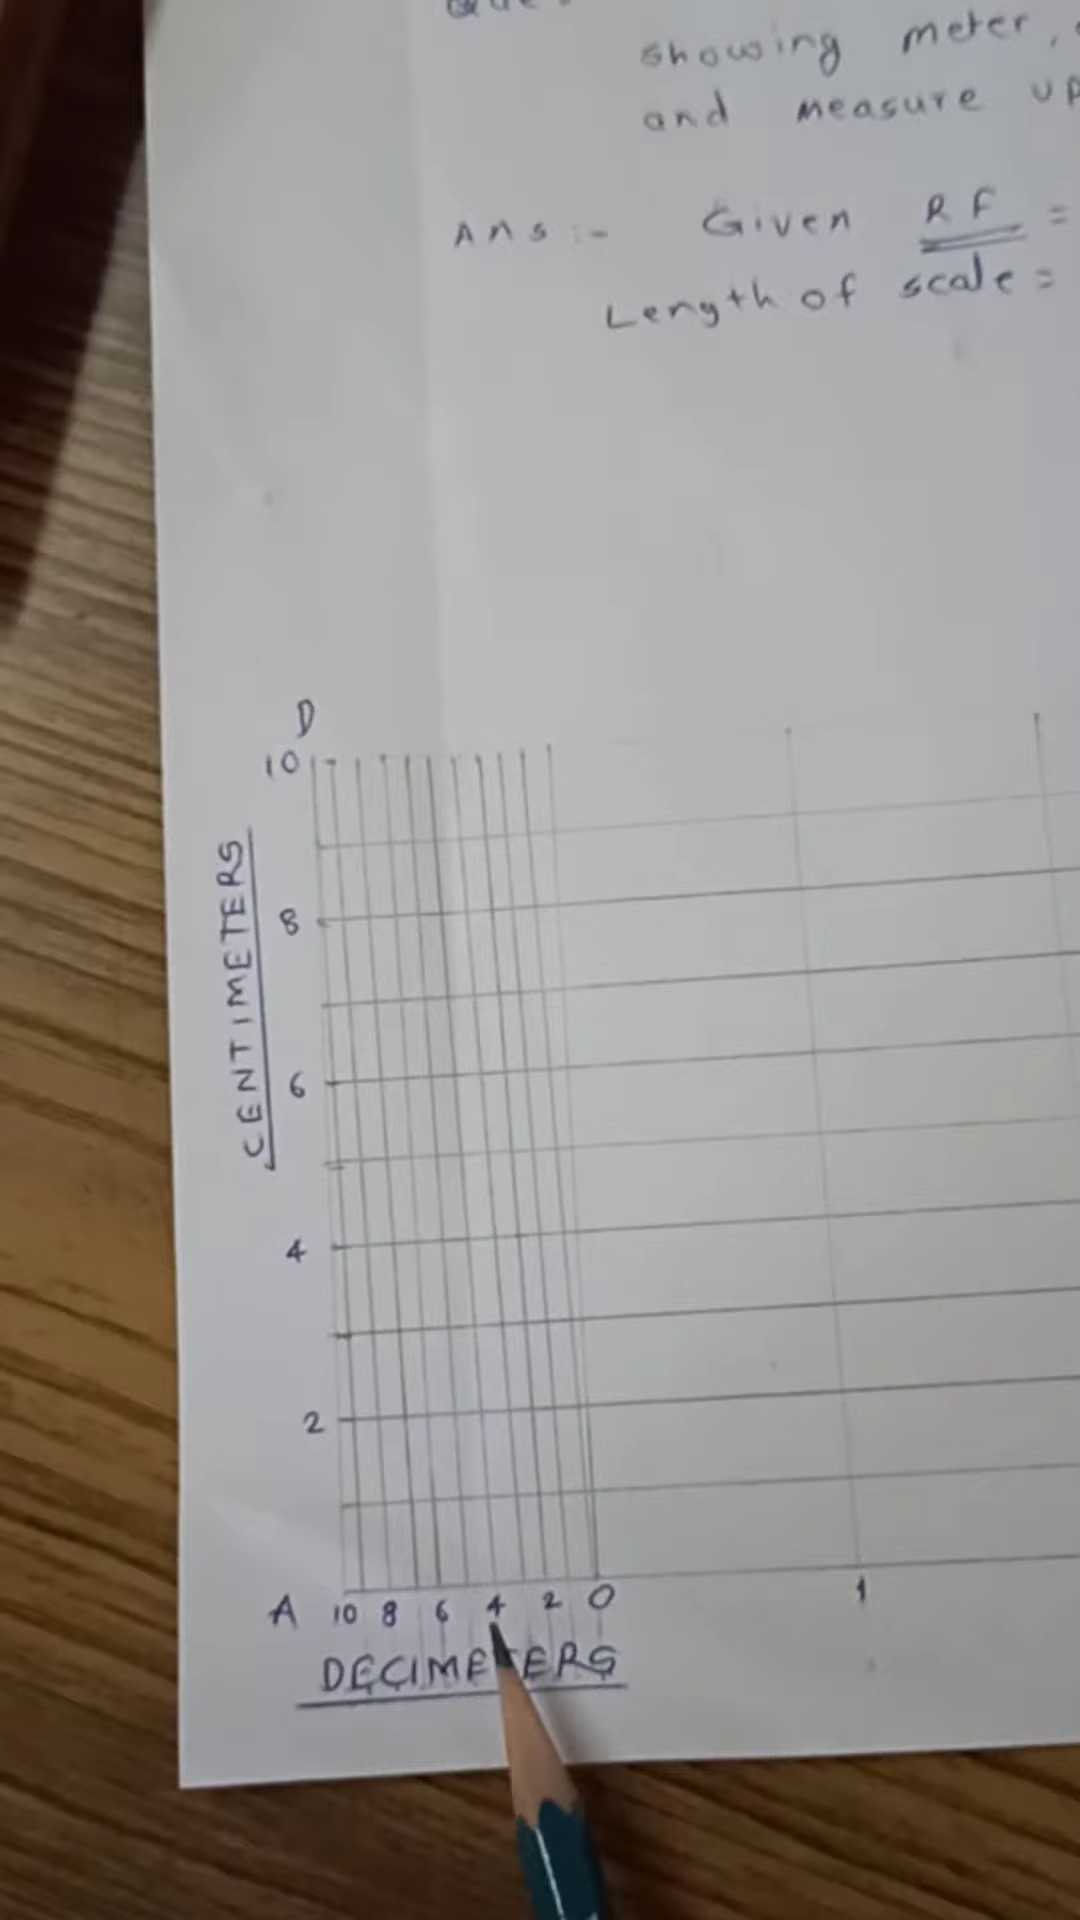 showing meter,
and measure up
Ans :- Given RF =
Length of scale =
D
10
8
6
4
2
CENTIMETERS
A 10 8 6 4 2 0 1
DECIMETERS